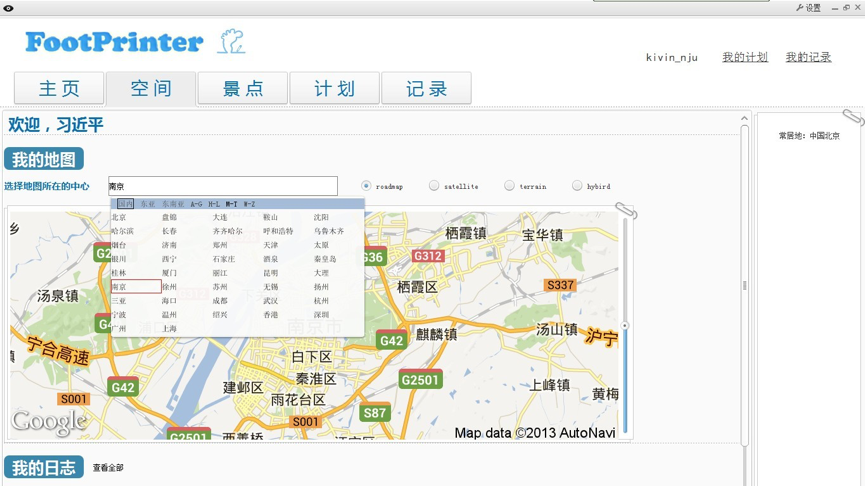 设置
FootPrinter
kivin_nju 我的计划 我的记录
主页 空间 景点 计划 记录
欢迎，习近平
常居地：中国北京
我的地图
选择地图所在的中心 南京 roadmap satellite terrain hybird
国内 东亚 东南亚 A-G H-L M-T W-Z
北京 盘锦 大连 鞍山 沈阳
哈尔滨 长春 齐齐哈尔 呼和浩特 乌鲁木齐
烟台 济南 郑州 天津 太原
银川 西宁 石家庄 酒泉 秦皇岛
桂林 厦门 丽江 昆明 大理
南京 徐州 苏州 无锡 扬州
三亚 海口 成都 武汉 杭州
宁波 温州 绍兴 香港 深圳
广州 上海
乡
栖霞镇 宝华镇
G36 G312
栖霞区 S337
汤泉镇
南京市 麒麟镇 汤山镇 沪宁
宁合高速 G42
白下区
秦淮区 G2501 上峰镇
G42 建邺区
雨花台区 黄梅
S001 S87
S001
Google
G2501 西善桥
Map data ©2013 AutoNavi
我的日志 查看全部